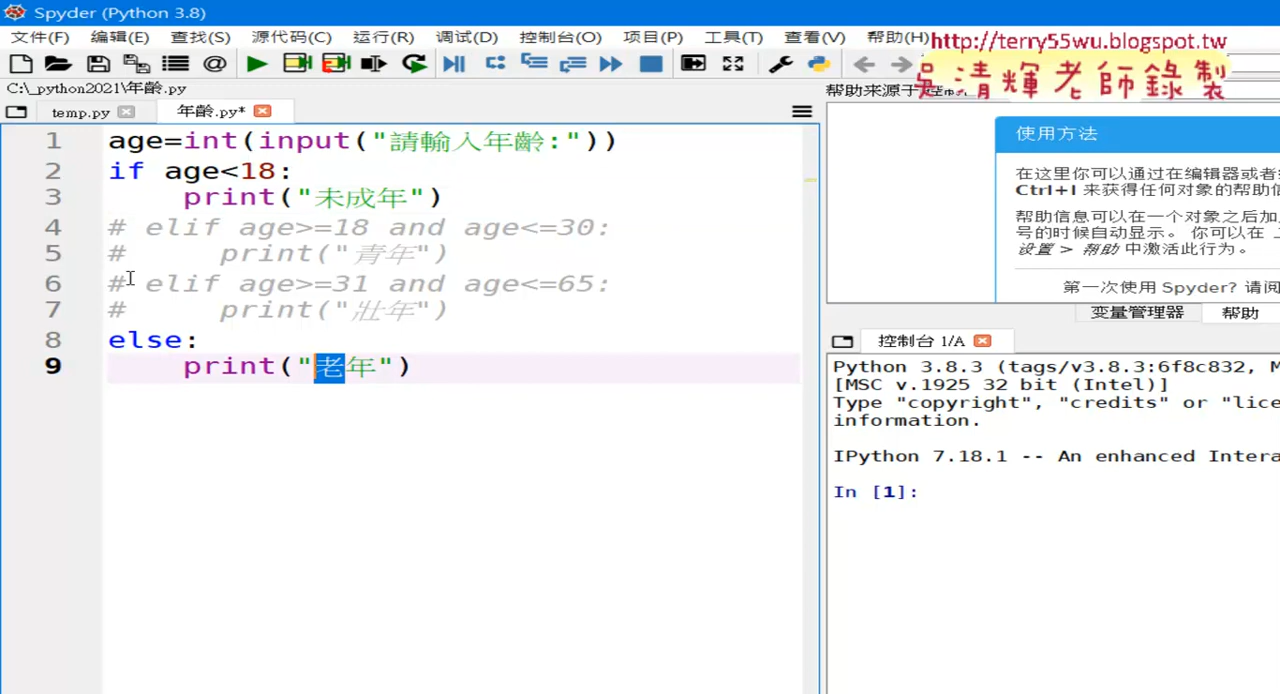 Spyder (Python 3.8)
文件(F) 编辑(E) 查找(S) 源代码(C) 运行(R) 调试(D) 控制台(O) 项目(P) 工具(T) 查看(V) 帮助(H)
http://terry55wu.blogspot.tw
吳清輝老師錄製
C:\_python2021\年齡.py
帮助来源于
temp.py 年齡.py*
1 age=int(input("請輸入年齡:"))
2 if age<18:
3 print("未成年")
4 # elif age>=18 and age<=30:
5 # print("青年")
6 # elif age>=31 and age<=65:
7 # print("壯年")
8 else:
9 print("老年")
使用方法
在这里你可以通过在编辑器或者
Ctrl+I 来获得任何对象的帮助信
帮助信息可以在一个对象之后加
号的时候自动显示。 你可以在
设置 > 帮助 中激活此行为。
第一次使用 Spyder? 请阅
变量管理器 帮助
控制台 1/A
Python 3.8.3 (tags/v3.8.3:6f8c832, M
[MSC v.1925 32 bit (Intel)]
Type "copyright", "credits" or "lice
information.
IPython 7.18.1 -- An enhanced Intera
In [1]: